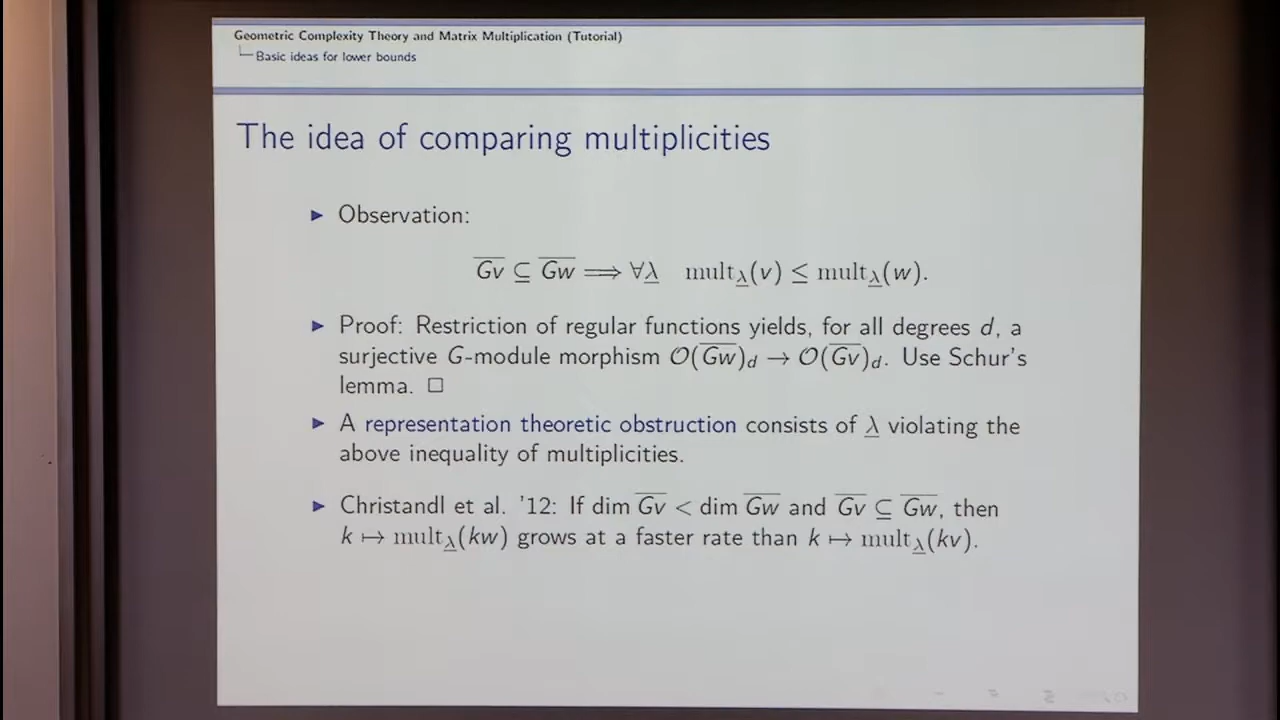 Geometric Complexity Theory and Matrix Multiplication (Tutorial)
Basic ideas for lower bounds
The idea of comparing multiplicities
▶ Observation:
$\overline{Gv} \subseteq \overline{Gw} \Longrightarrow \forall \underline{\lambda} \quad \mathrm{mult}_{\underline{\lambda}}(v) \leq \mathrm{mult}_{\underline{\lambda}}(w).$
▶ Proof: Restriction of regular functions yields, for all degrees $d$, a
surjective $G$-module morphism $\mathcal{O}(\overline{Gw})_d \to \mathcal{O}(\overline{Gv})_d$. Use Schur's
lemma. □
▶ A representation theoretic obstruction consists of $\underline{\lambda}$ violating the
above inequality of multiplicities.
▶ Christandl et al. '12: If $\dim \overline{Gv} < \dim \overline{Gw}$ and $\overline{Gv} \subseteq \overline{Gw}$, then
$k \mapsto \mathrm{mult}_{\underline{\lambda}}(kw)$ grows at a faster rate than $k \mapsto \mathrm{mult}_{\underline{\lambda}}(kv)$.